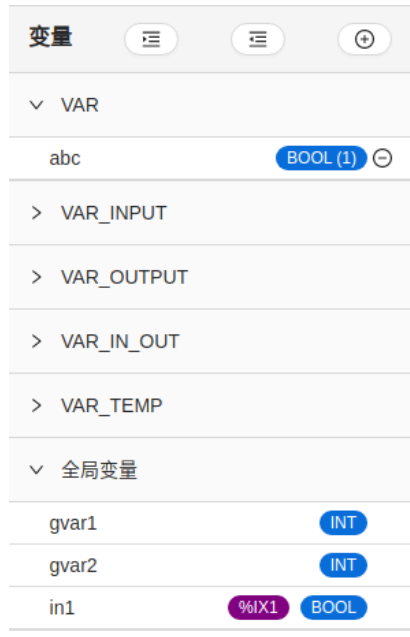 变量
VAR
abc BOOL (1)
VAR_INPUT
VAR_OUTPUT
VAR_IN_OUT
VAR_TEMP
全局变量
gvar1 INT
gvar2 INT
in1 %IX1 BOOL